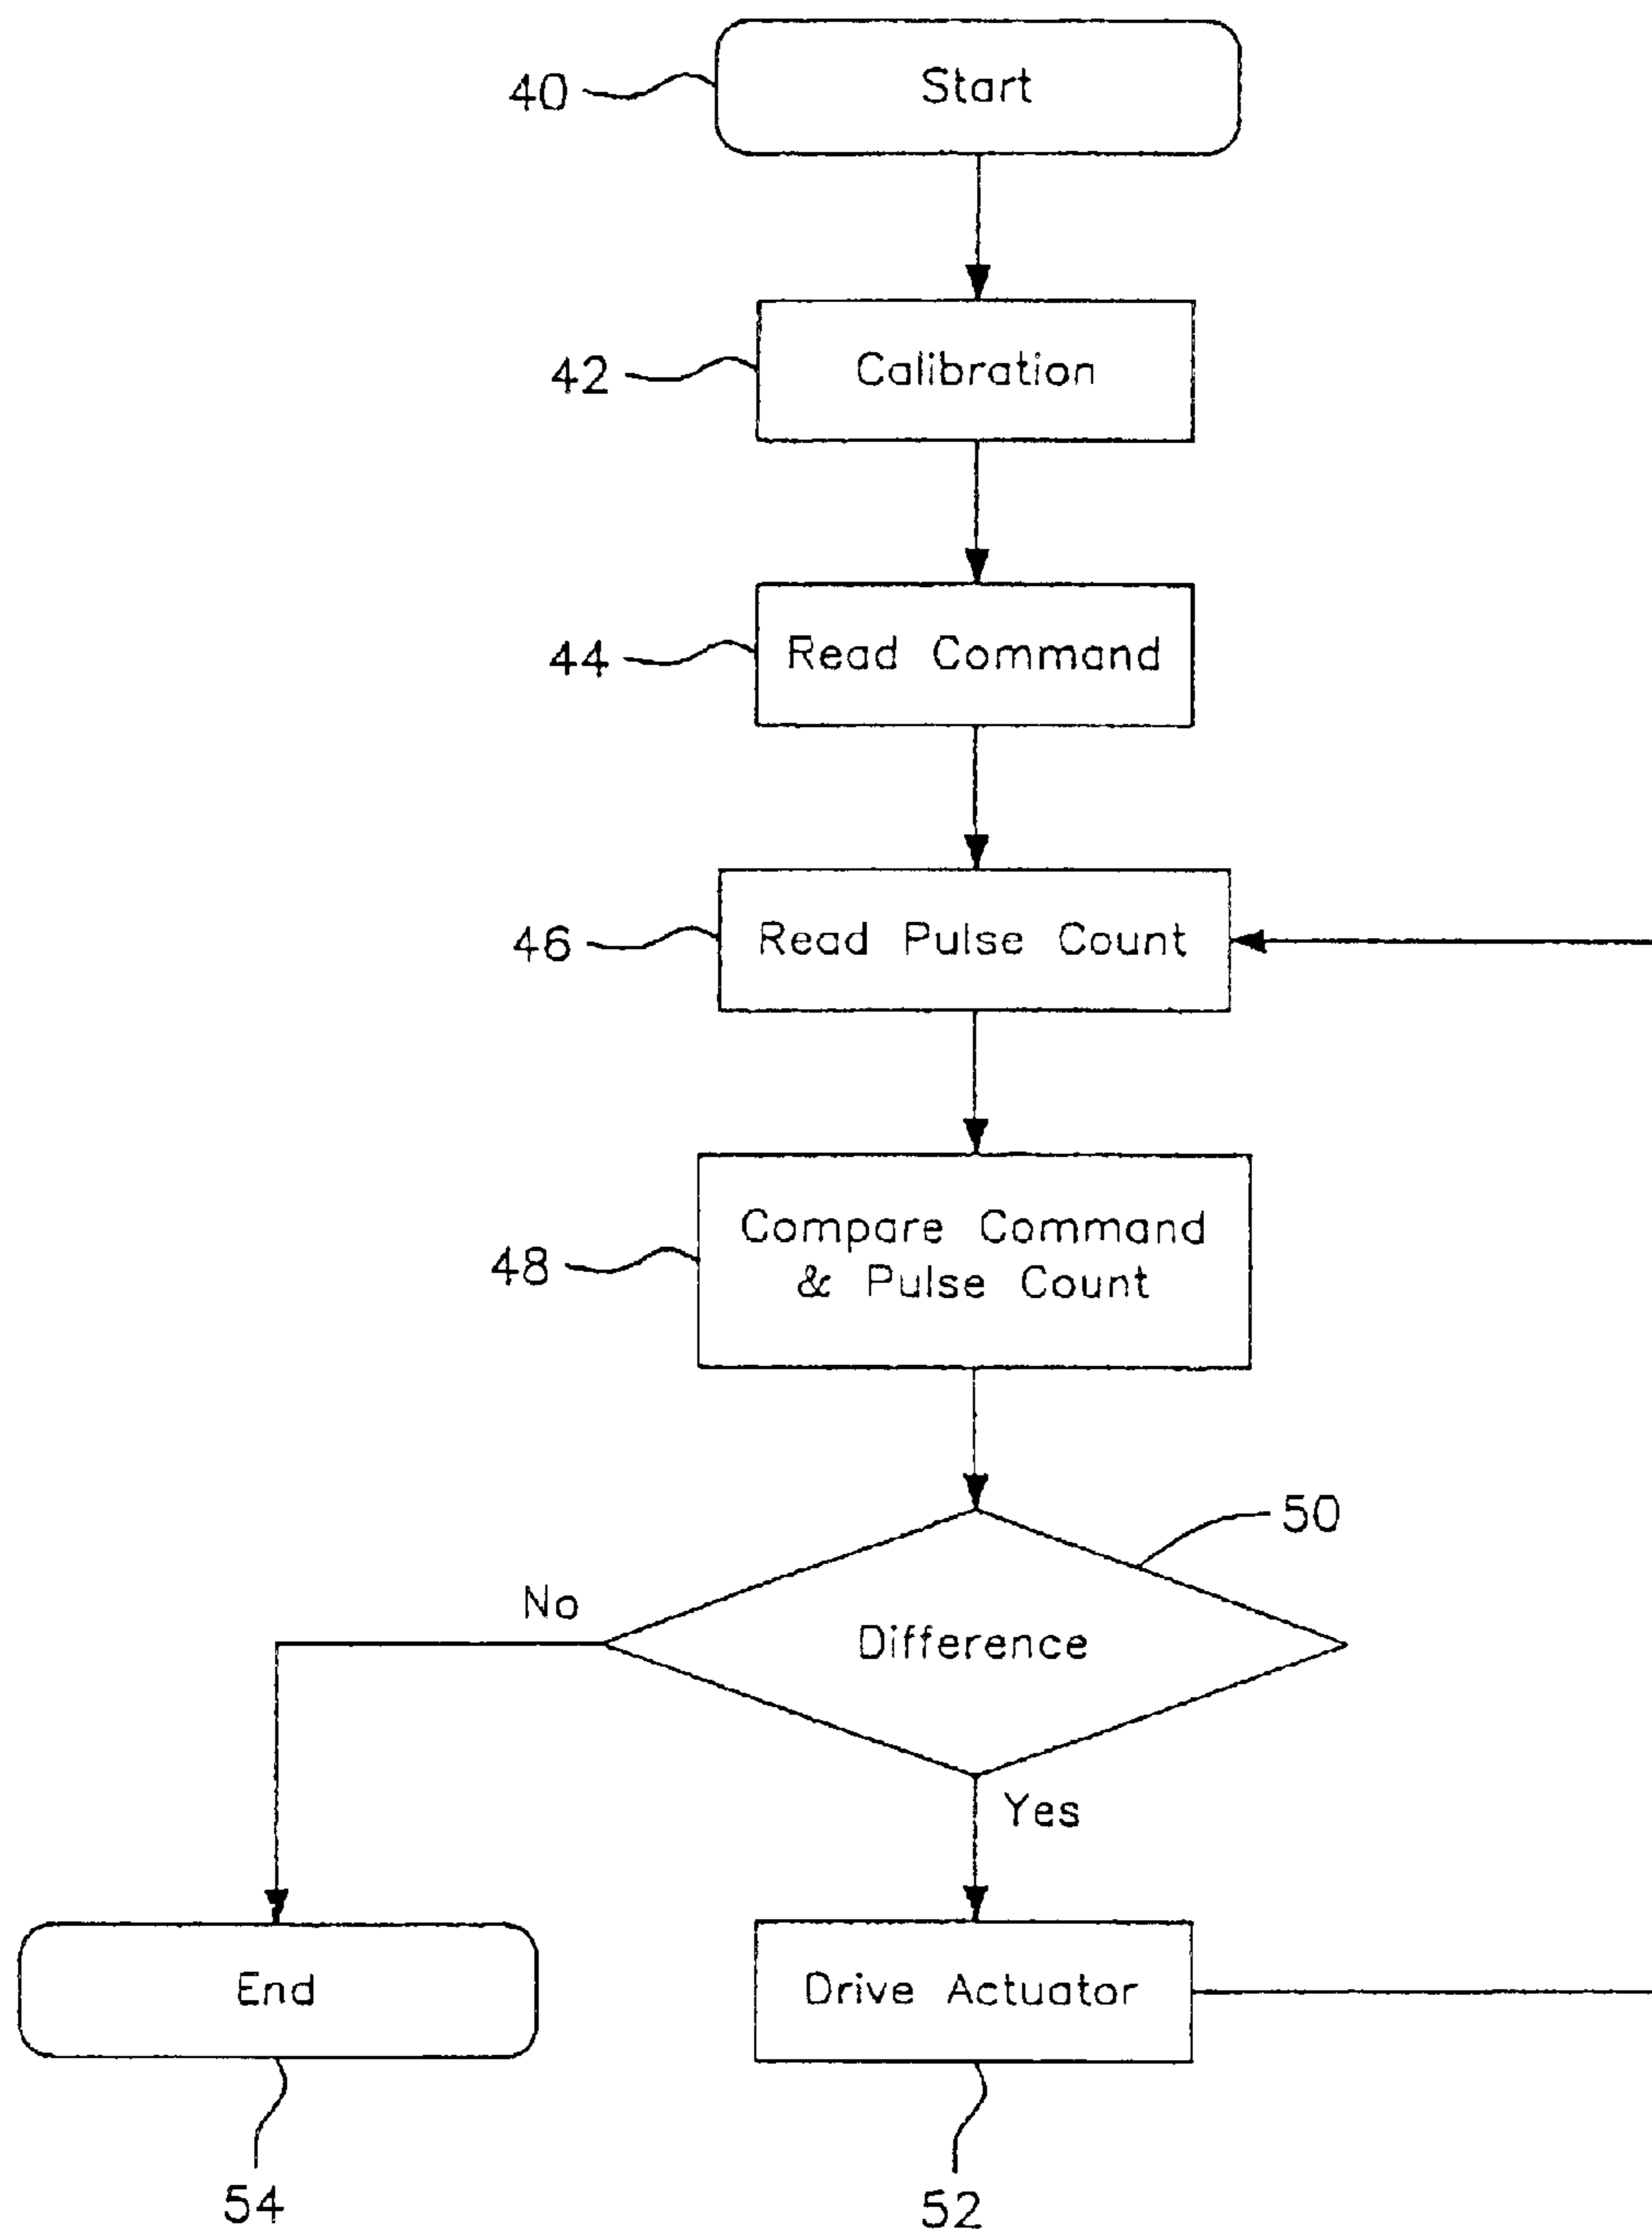 40
Start
42
Calibration
44
Read Command
46
Read Pulse Count
48
Compare Command
& Pulse Count
50
No
Difference
Yes
End
Drive Actuator
54
52